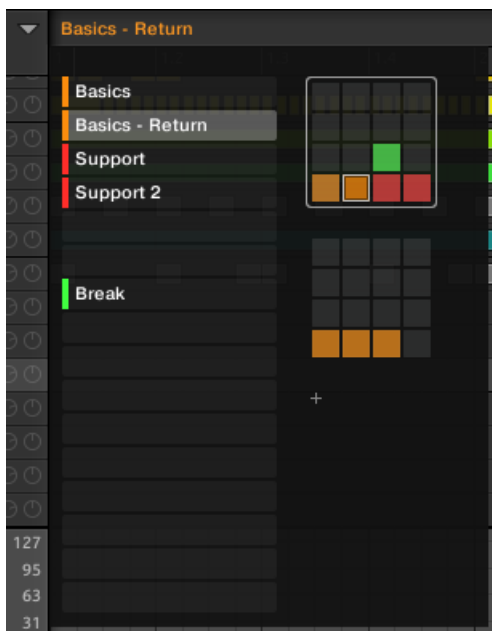 Basics - Return
Basics
Basics - Return
Support
Support 2
Break
+
127
95
63
31